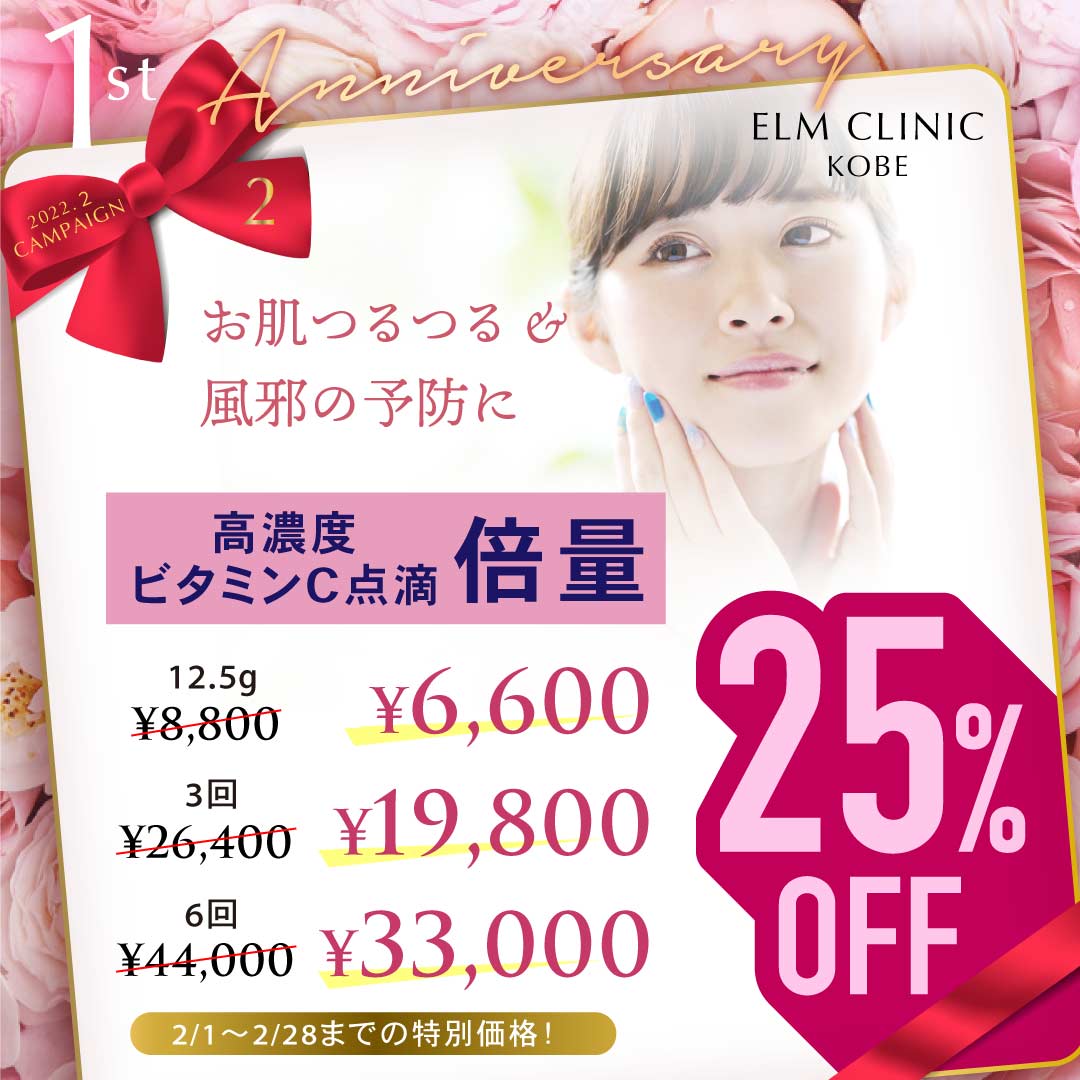 1st Anniversary
ELM CLINIC
KOBE
2022.2
CAMPAIGN
2
お肌つるつる &
風邪の予防に
高濃度
ビタミンC点滴 倍量
12.5g
¥8,800 ¥6,600
3回
¥26,400 ¥19,800
6回
¥44,000 ¥33,000
25%
OFF
2/1〜2/28までの特別価格!